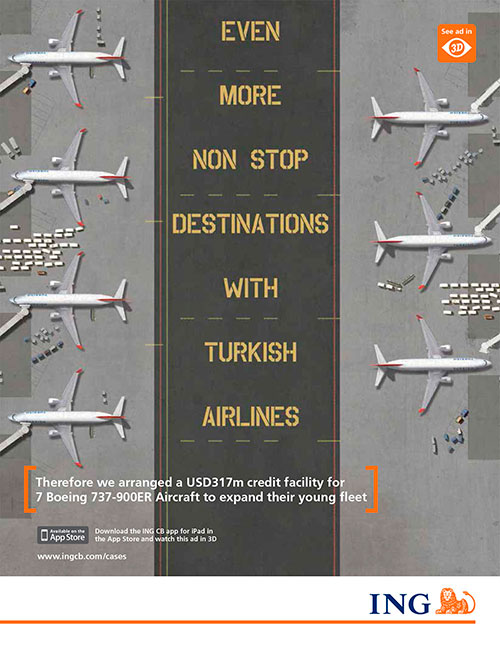 See ad in
3D
EVEN
MORE
NON STOP
DESTINATIONS
WITH
TURKISH
AIRLINES
Therefore we arranged a USD317m credit facility for
7 Boeing 737-900ER Aircraft to expand their young fleet
Available on the
App Store
Download the ING CB app for iPad in
the App Store and watch this ad in 3D
www.ingcb.com/cases
ING